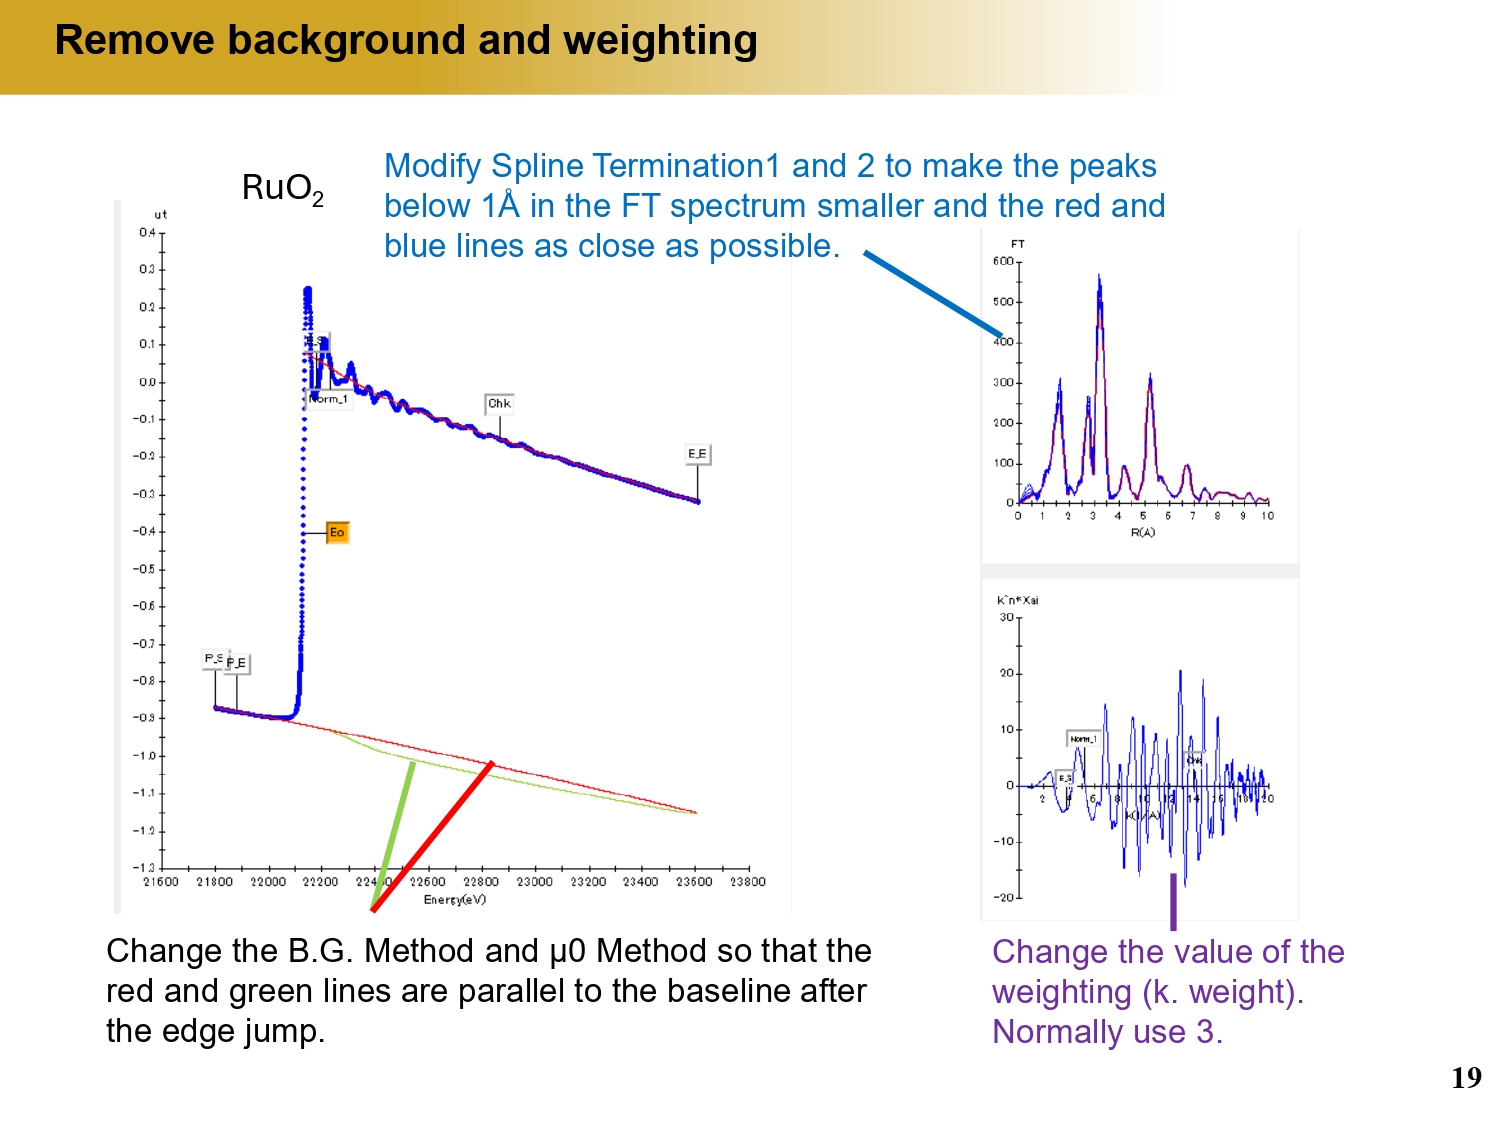 Remove background and weighting
RuO2
Modify Spline Termination1 and 2 to make the peaks
below 1Å in the FT spectrum smaller and the red and
blue lines as close as possible.
ut
0.4
0.3
0.2
0.1
0.0
-0.1
-0.2
-0.3
-0.4
-0.5
-0.6
-0.7
-0.8
-0.9
-1.0
-1.1
-1.2
-1.3
Norm_1
Chk
E_E
Eo
P_S
P_E
21600 21800 22000 22200 22600 22800 23000 23200 23400 23600 23800
Energy(eV)
FT
600
500
400
300
200
100
0
0 1 2 3 4 5 6 7 8 9 10
R(A)
k^n*Xai
30
20
10
0
-10
-20
Norm_1
E_S
Chk
2 4 6 8 10 12 14 16 18 20
Change the B.G. Method and µ0 Method so that the
red and green lines are parallel to the baseline after
the edge jump.
Change the value of the
weighting (k. weight).
Normally use 3.
19